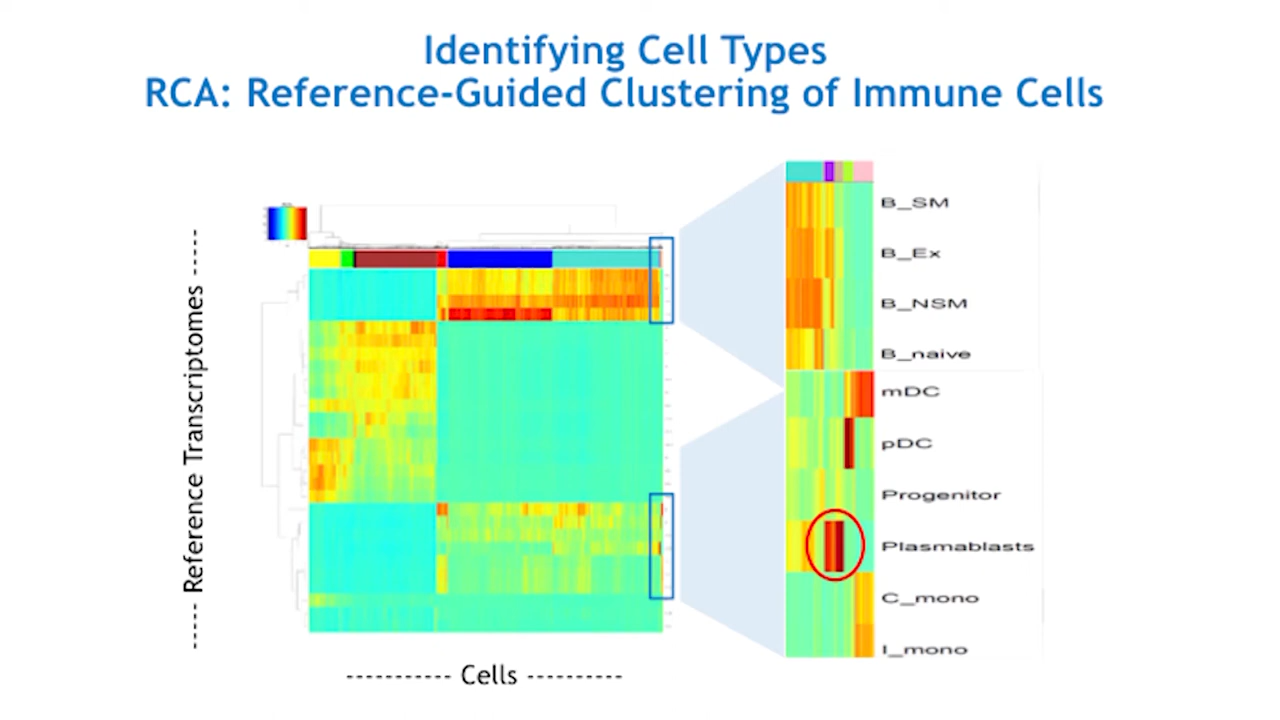 Identifying Cell Types
RCA: Reference-Guided Clustering of Immune Cells
----- Reference Transcriptomes -----
B_SM
B_Ex
B_NSM
B_naive
mDC
pDC
Progenitor
Plasmablasts
C_mono
I_mono
----------- Cells ----------